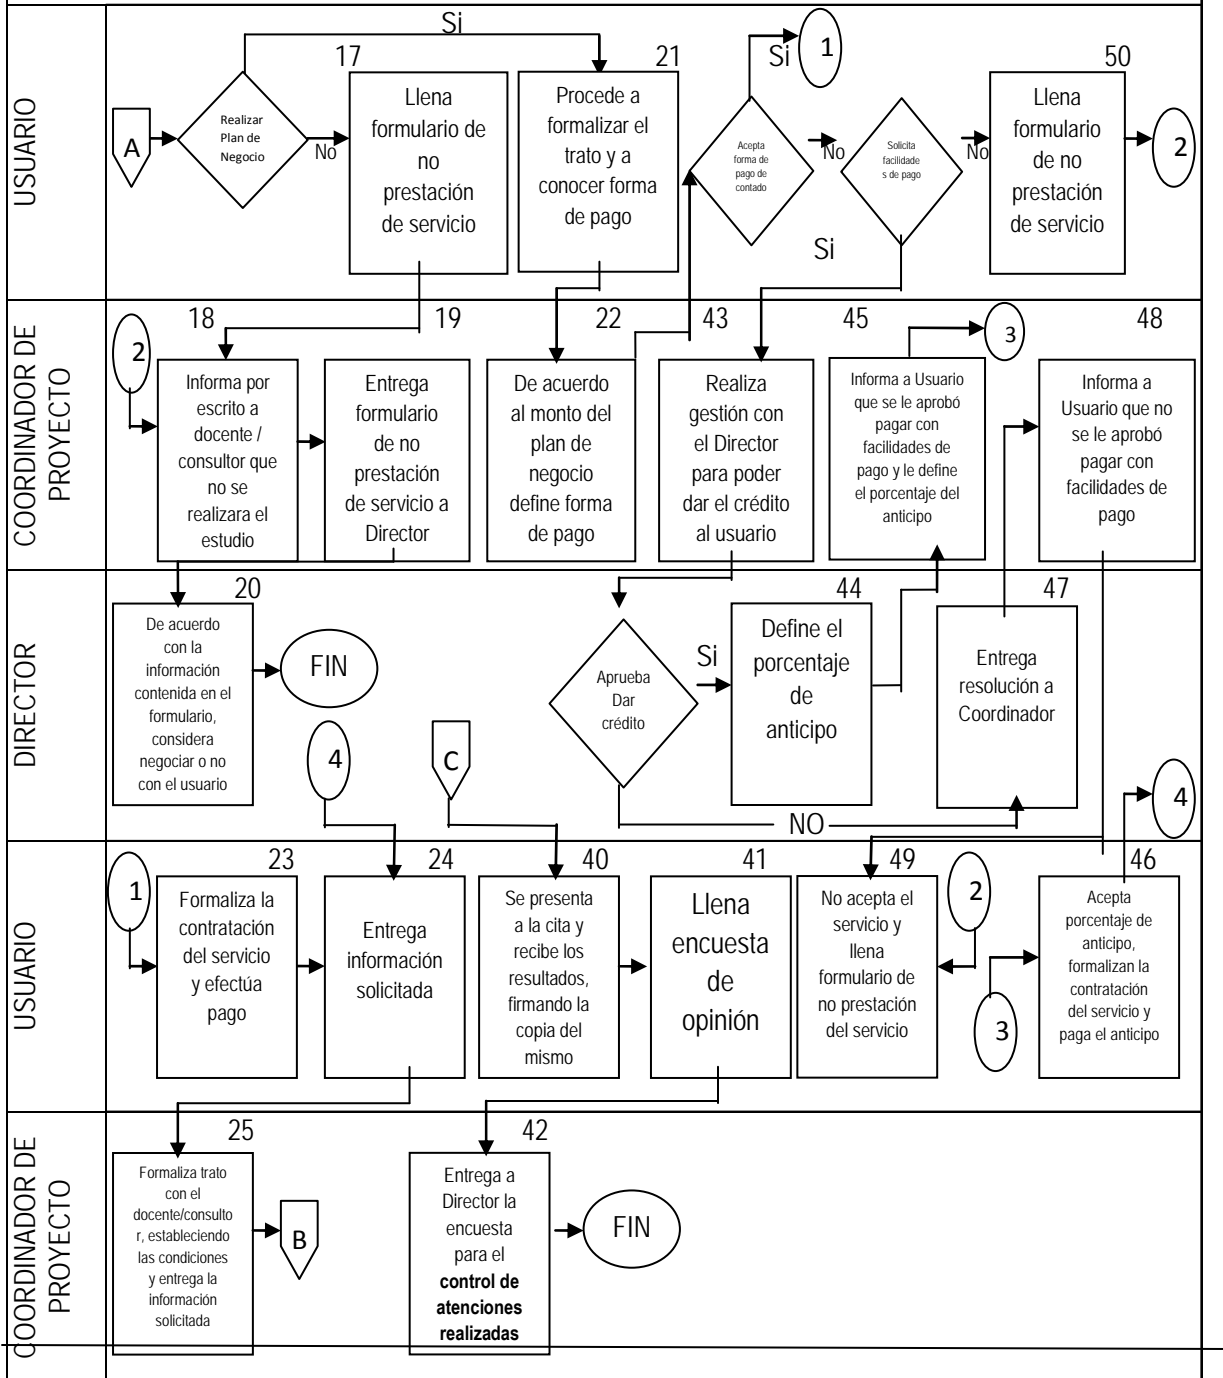 USUARIO
Si
A
Realizar
Plan de
Negocio
No
17
Llena
formulario de
no
prestación
de servicio
21
Procede a
formalizar el
trato y a
conocer forma
de pago
Si
1
Acepta
forma de
pago de
contado
No
Solicita
facilidade
s de pago
Si
No
50
Llena
formulario
de no
prestación
de servicio
2
COORDINADOR DE
PROYECTO
2
18
Informa por
escrito a
docente /
consultor que
no se
realizara el
estudio
19
Entrega
formulario
de no
prestación
de servicio a
Director
22
De acuerdo
al monto del
plan de
negocio
define forma
de pago
43
Realiza
gestión con
el Director
para poder
dar el crédito
al usuario
45
Informa a Usuario
que se le aprobó
pagar con
facilidades de
pago y le define
el porcentaje del
anticipo
3
48
Informa a
Usuario que no
se le aprobó
pagar con
facilidades de
pago
DIRECTOR
20
De acuerdo
con la
información
contenida en el
formulario,
considera
negociar o no
con el usuario
FIN
4
C
Aprueba
Dar
crédito
Si
NO
44
Define el
porcentaje
de
anticipo
47
Entrega
resolución a
Coordinador
4
USUARIO
1
23
Formaliza la
contratación
del servicio
y efectúa
pago
24
Entrega
información
solicitada
40
Se presenta
a la cita y
recibe los
resultados,
firmando la
copia del
mismo
41
Llena
encuesta
de
opinión
49
No acepta el
servicio y
llena
formulario de
no prestación
del servicio
2
3
46
Acepta
porcentaje de
anticipo,
formalizan la
contratación
del servicio y
paga el anticipo
COORDINADOR DE
PROYECTO
25
Formaliza trato
con el
docente/consulto
r, estableciendo
las condiciones
y entrega la
información
solicitada
B
42
Entrega a
Director la
encuesta
para el
control de
atenciones
realizadas
FIN